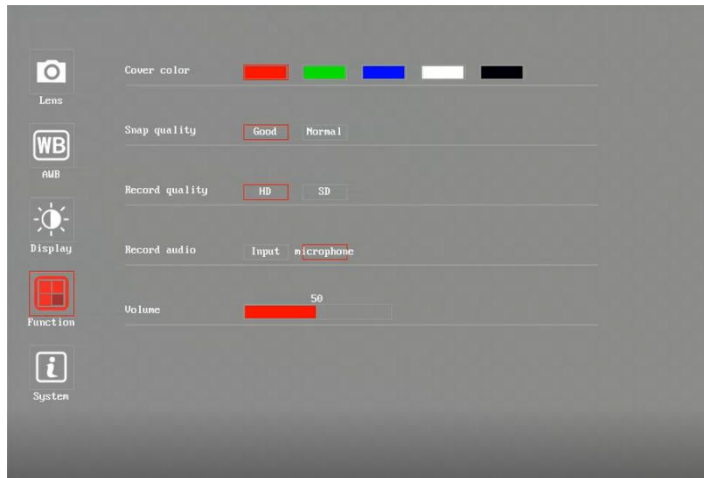 Cover color
Lens
Snap quality Good Normal
WB
AWB
Record quality HD SD
Display
Record audio Input microphone
50
Volume
Function
i
System